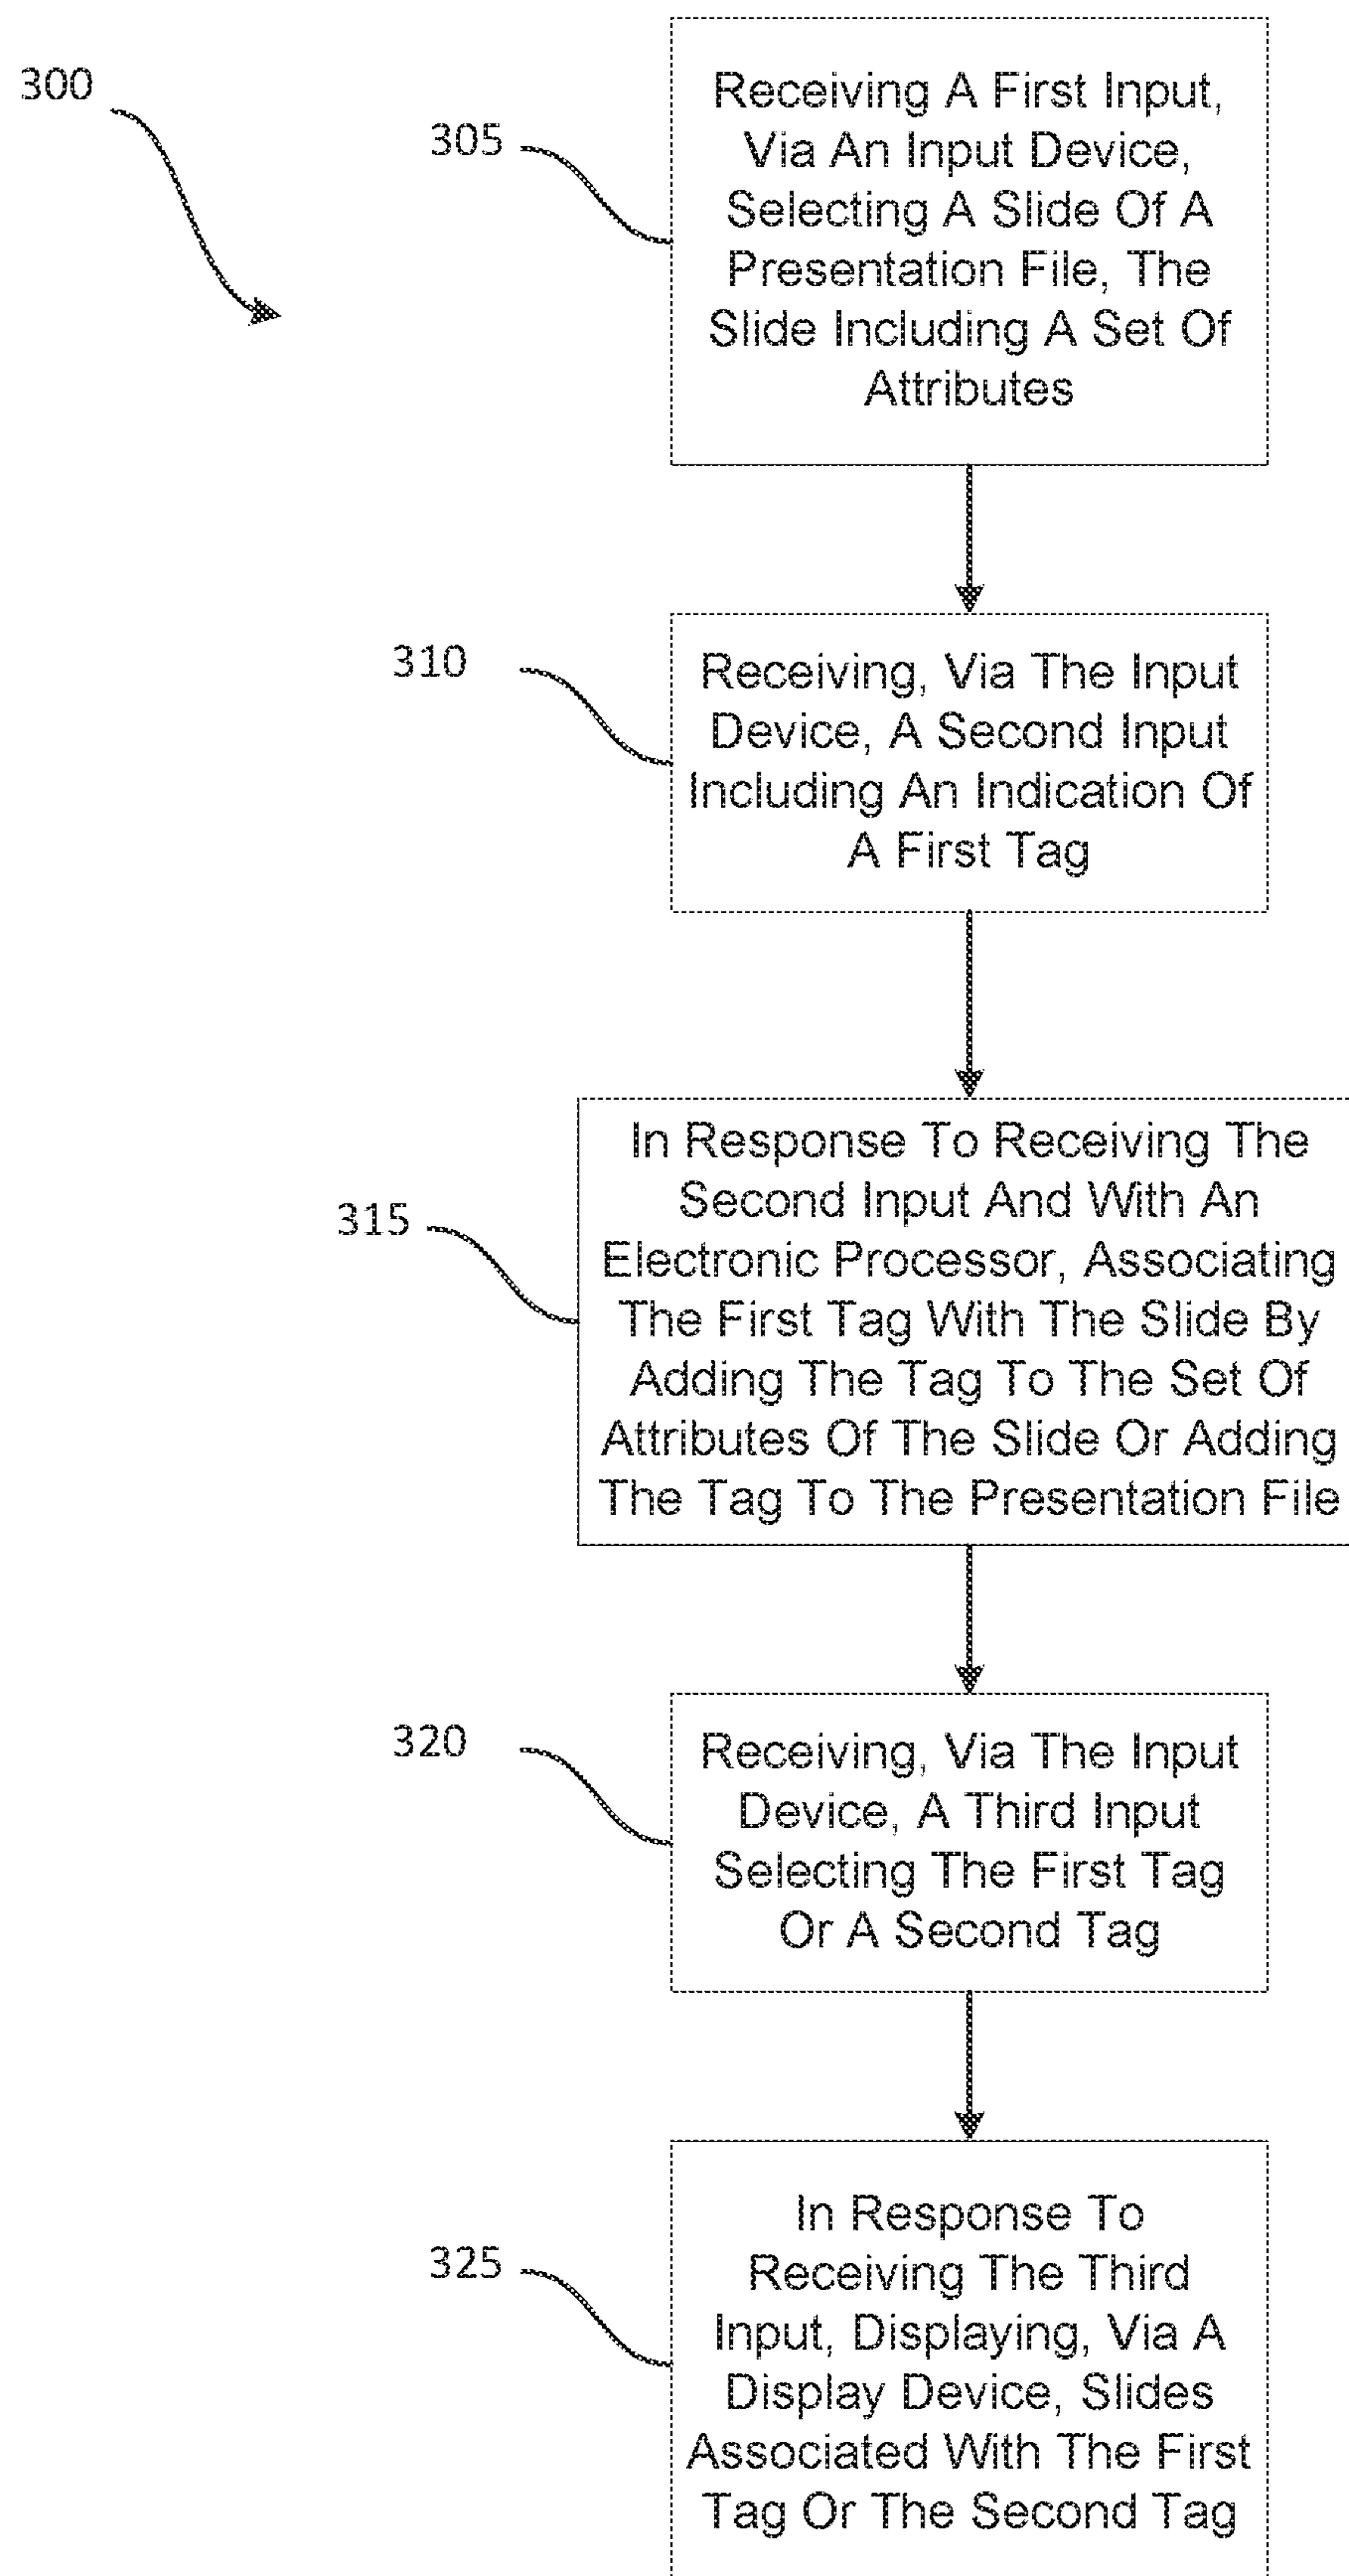 300
305
Receiving A First Input,
Via An Input Device,
Selecting A Slide Of A
Presentation File, The
Slide Including A Set Of
Attributes
310
Receiving, Via The Input
Device, A Second Input
Including An Indication Of
A First Tag
315
In Response To Receiving The
Second Input And With An
Electronic Processor, Associating
The First Tag With The Slide By
Adding The Tag To The Set Of
Attributes Of The Slide Or Adding
The Tag To The Presentation File
320
Receiving, Via The Input
Device, A Third Input
Selecting The First Tag
Or A Second Tag
325
In Response To
Receiving The Third
Input, Displaying, Via A
Display Device, Slides
Associated With The First
Tag Or The Second Tag